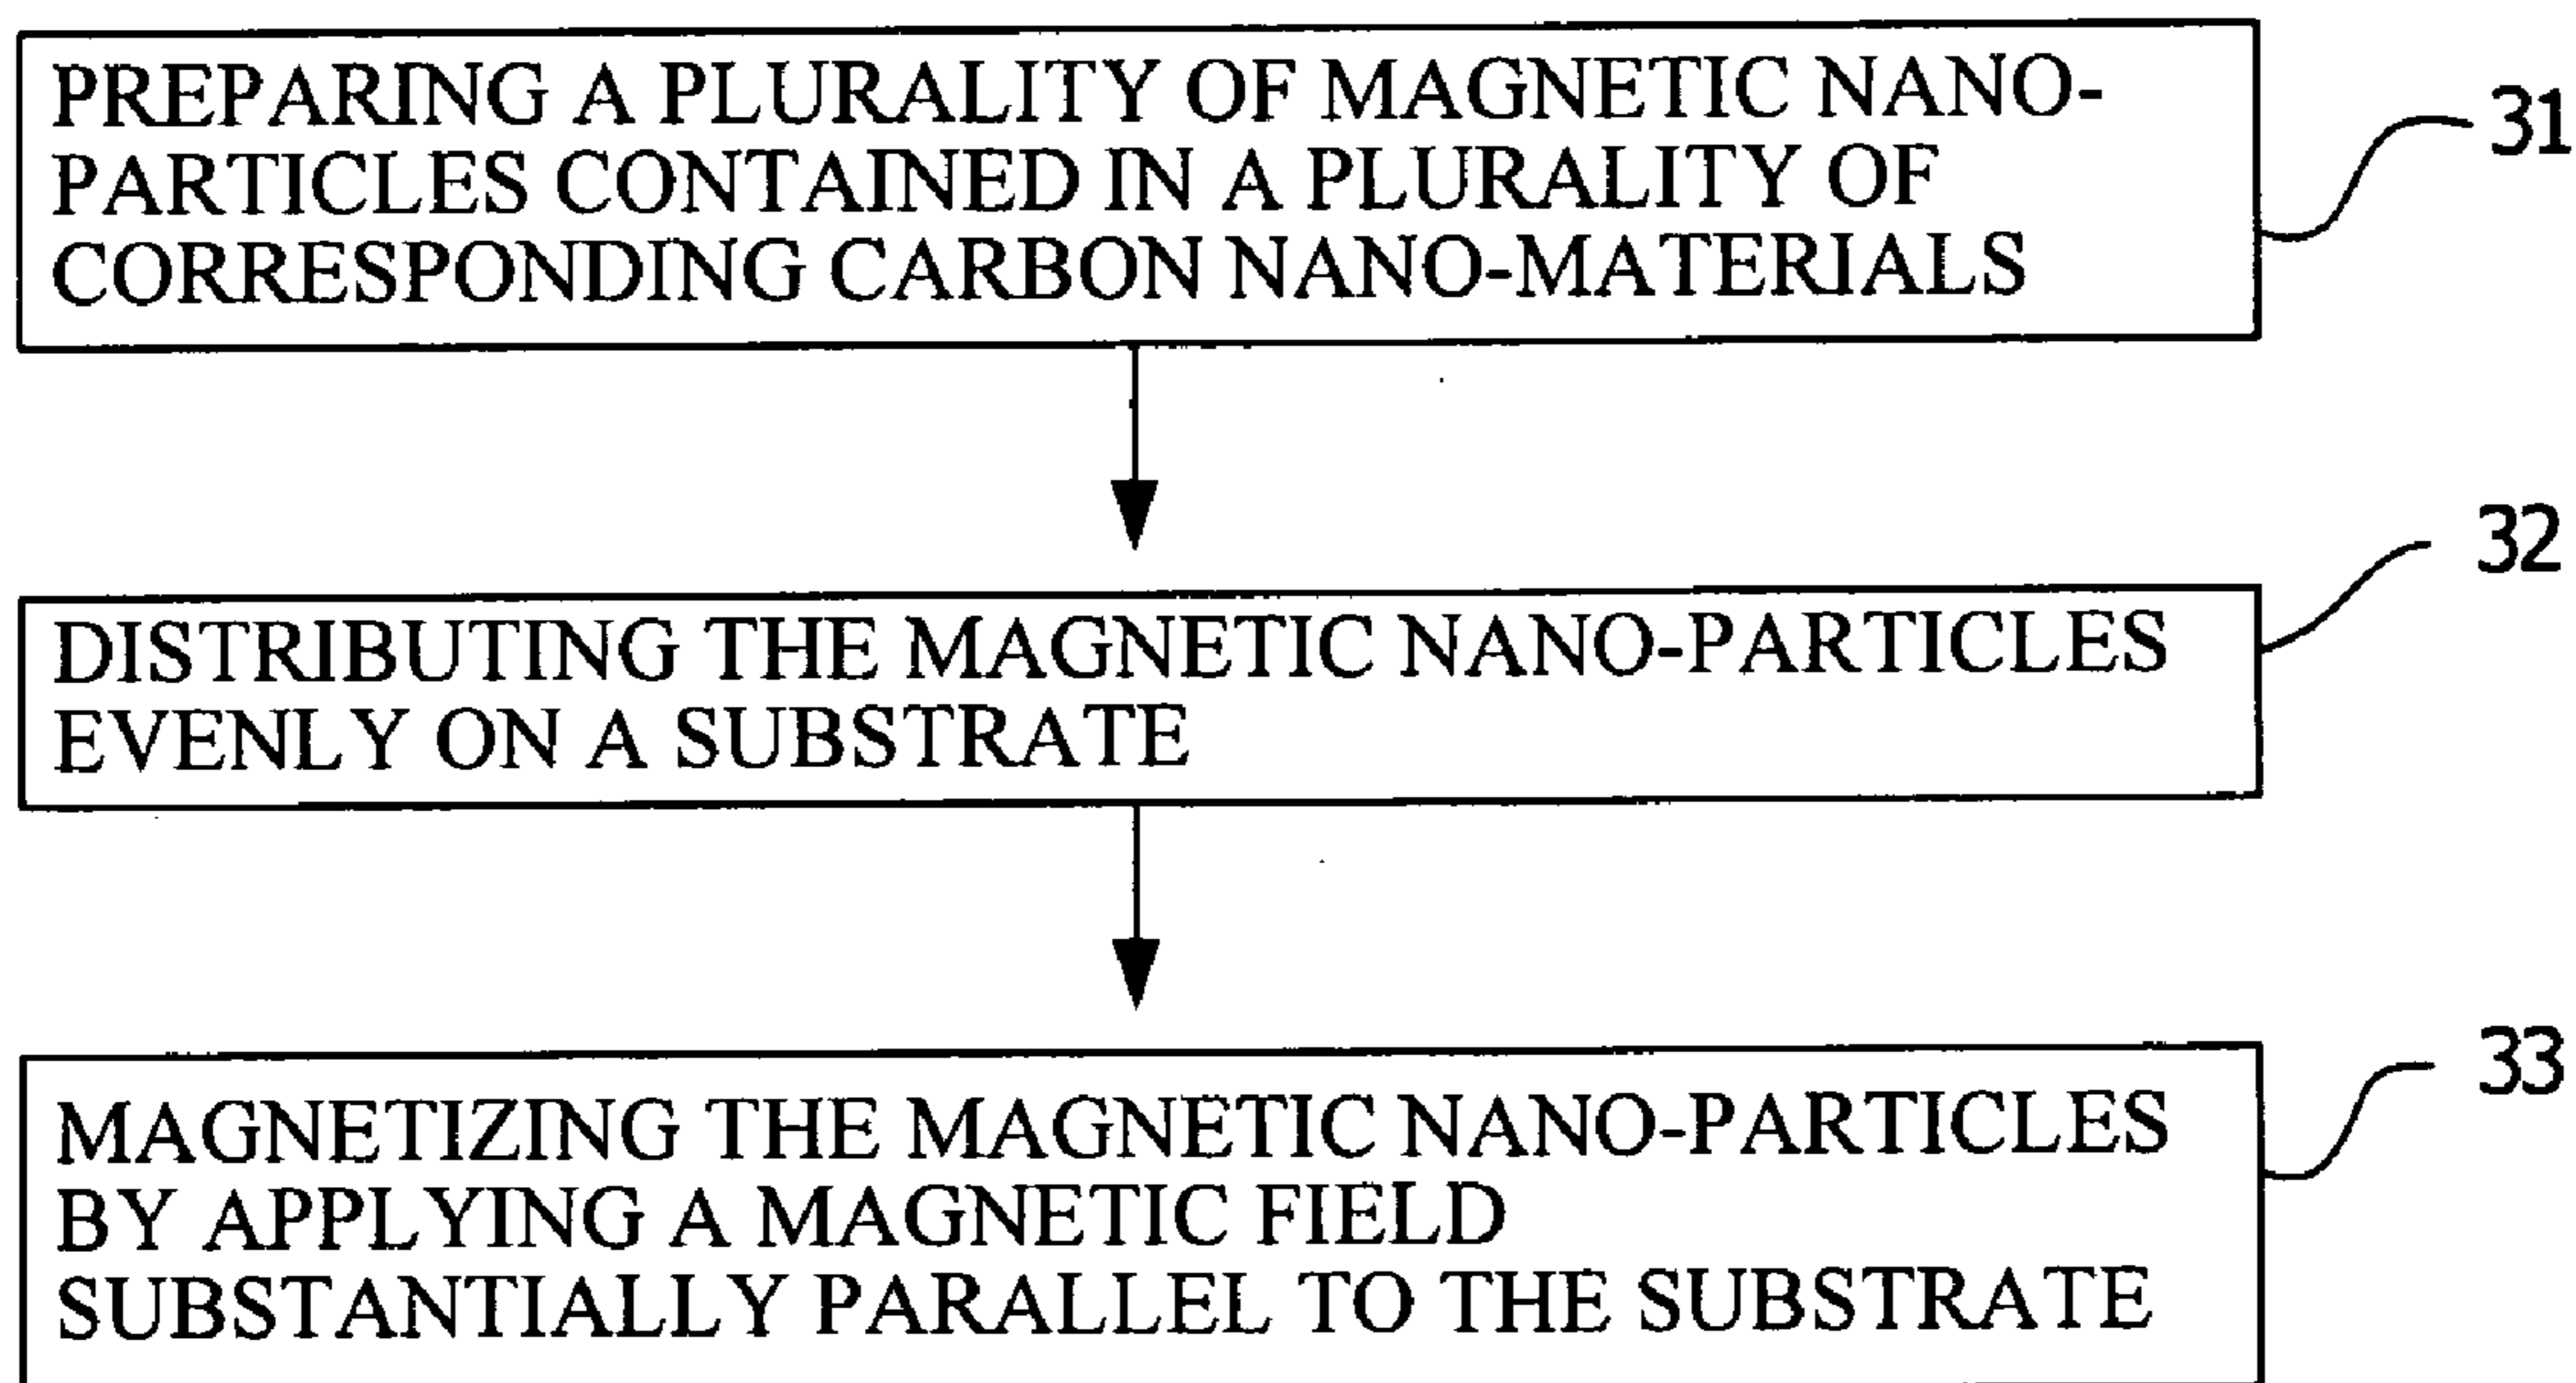 PREPARING A PLURALITY OF MAGNETIC NANO-
PARTICLES CONTAINED IN A PLURALITY OF
CORRESPONDING CARBON NANO-MATERIALS
31
DISTRIBUTING THE MAGNETIC NANO-PARTICLES
EVENLY ON A SUBSTRATE
32
MAGNETIZING THE MAGNETIC NANO-PARTICLES
BY APPLYING A MAGNETIC FIELD
SUBSTANTIALLY PARALLEL TO THE SUBSTRATE
33